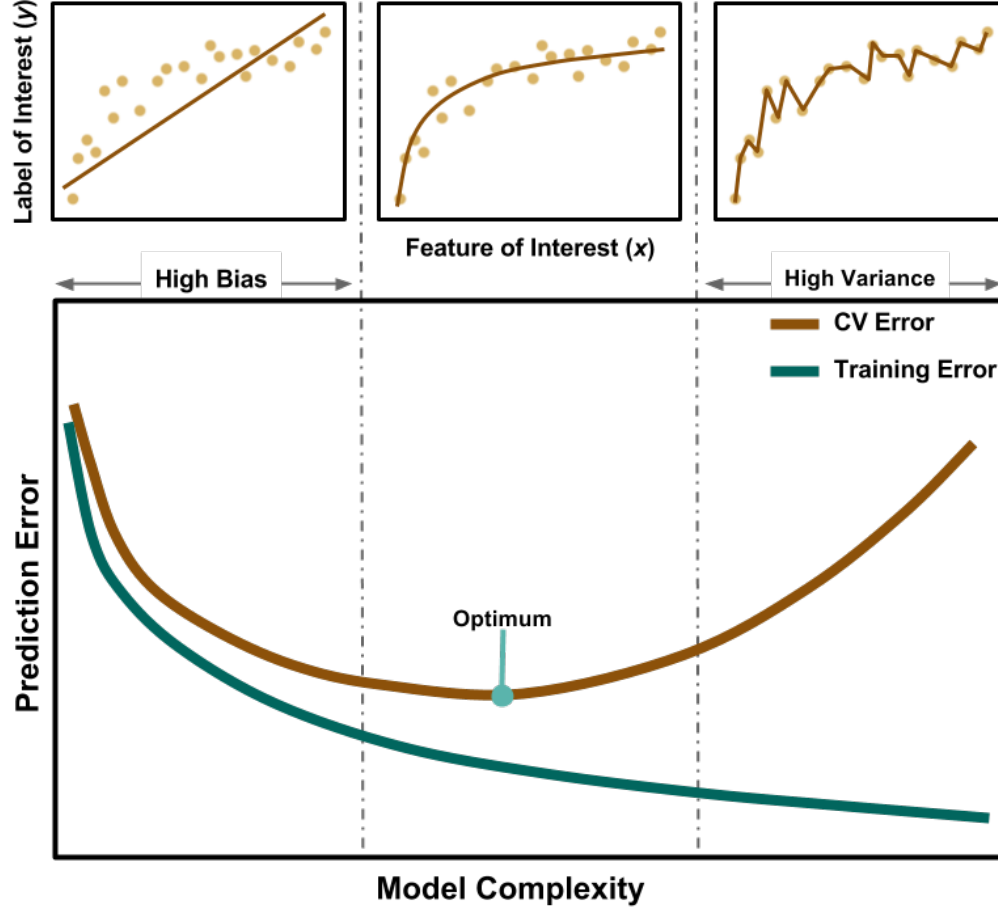 Label of Interest (y)
Feature of Interest (x)
High Bias
High Variance
CV Error
Training Error
Prediction Error
Optimum
Model Complexity